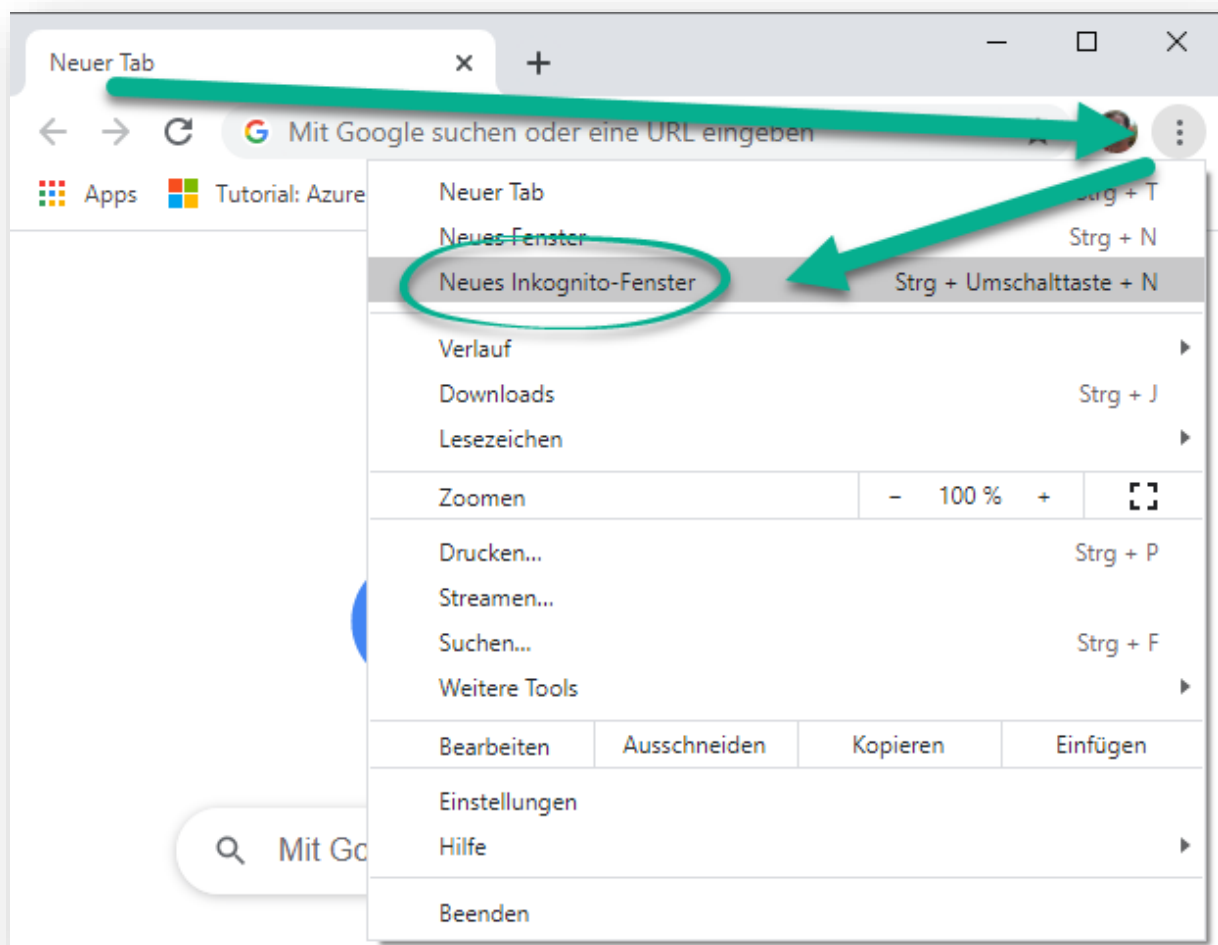 Neuer Tab
Mit Google suchen oder eine URL eingeben
Apps Tutorial: Azure
Neuer Tab Strg + T
Neues Fenster Strg + N
Neues Inkognito-Fenster Strg + Umschalttaste + N
Verlauf
Downloads Strg + J
Lesezeichen
Zoomen - 100 % +
Drucken... Strg + P
Streamen...
Suchen... Strg + F
Weitere Tools
Bearbeiten Ausschneiden Kopieren Einfügen
Einstellungen
Mit Go
Hilfe
Beenden